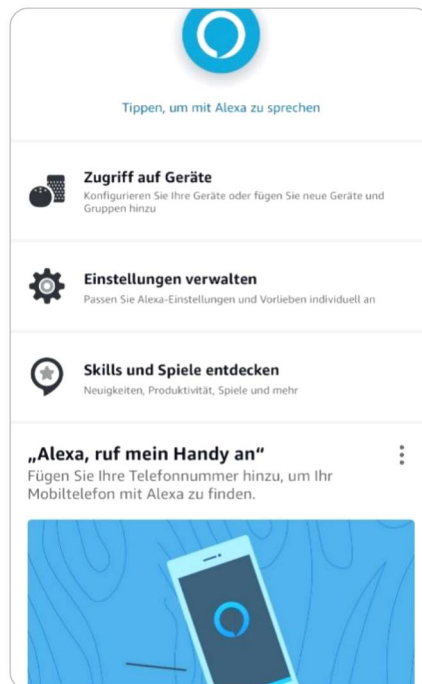 Tippen, um mit Alexa zu sprechen
Zugriff auf Geräte
Konfigurieren Sie Ihre Geräte oder fügen Sie neue Geräte und
Gruppen hinzu
Einstellungen verwalten
Passen Sie Alexa-Einstellungen und Vorlieben individuell an
Skills und Spiele entdecken
Neuigkeiten, Produktivität, Spiele und mehr
„Alexa, ruf mein Handy an“
Fügen Sie Ihre Telefonnummer hinzu, um Ihr
Mobiltelefon mit Alexa zu finden.